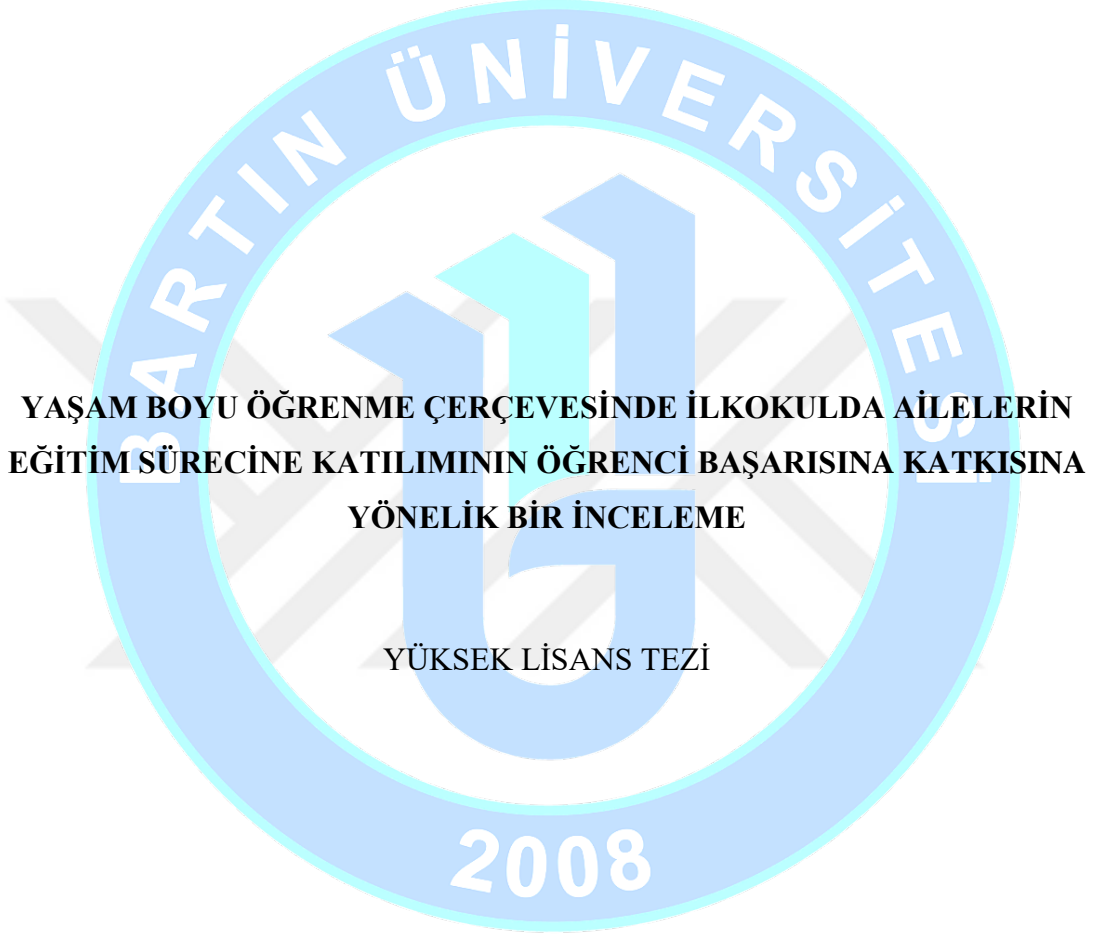 BARTIN ÜNİVERSİTESİ
YAŞAM BOYU ÖĞRENME ÇERÇEVESİNDE İLKOKULDA AİLELERİN
EĞİTİM SÜRECİNE KATILIMININ ÖĞRENCİ BAŞARISINA KATKISINA
YÖNELİK BİR İNCELEME
YÜKSEK LİSANS TEZİ
2008